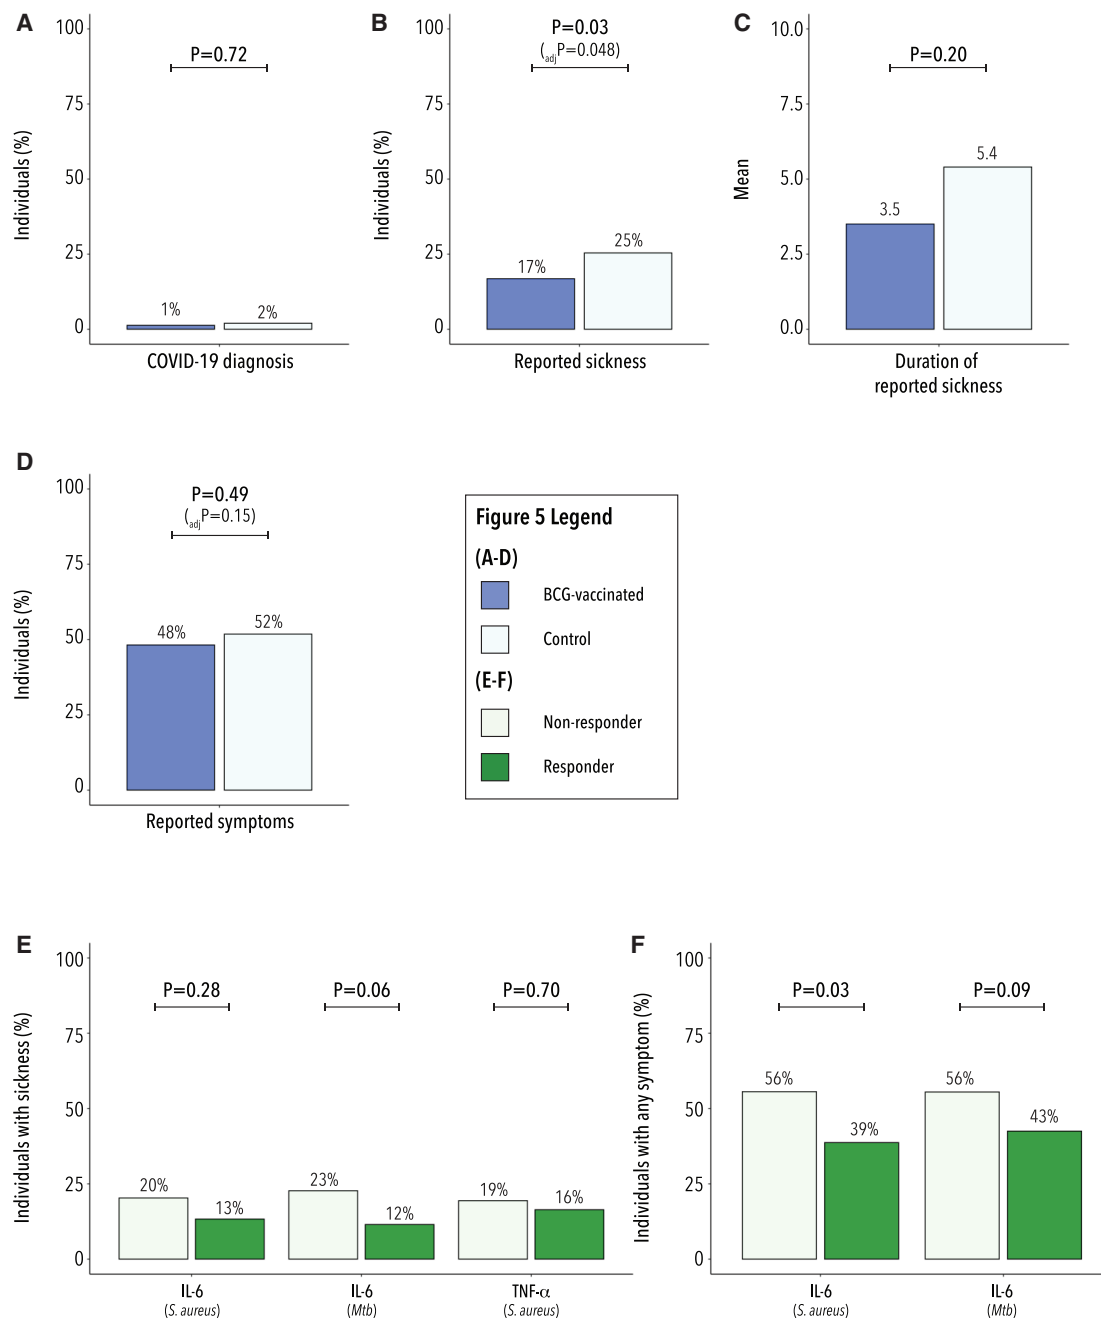 A
100
75
50
25
0
Individuals (%)
P=0.72
1%
2%
COVID-19 diagnosis
B
100
75
50
25
0
Individuals (%)
P=0.03
(adjP=0.048)
17%
25%
Reported sickness
C
10.0
7.5
5.0
2.5
0.0
Mean
P=0.20
3.5
5.4
Duration of
reported sickness
D
100
75
50
25
0
Individuals (%)
P=0.49
(adjP=0.15)
48%
52%
Reported symptoms
Figure 5 Legend
(A-D)
BCG-vaccinated
Control
(E-F)
Non-responder
Responder
E
100
75
50
25
0
Individuals with sickness (%)
P=0.28
P=0.06
P=0.70
20%
13%
23%
12%
19%
16%
IL-6
(S. aureus)
IL-6
(Mtb)
TNF-α
(S. aureus)
F
100
75
50
25
0
Individuals with any symptom (%)
P=0.03
P=0.09
56%
39%
56%
43%
IL-6
(S. aureus)
IL-6
(Mtb)